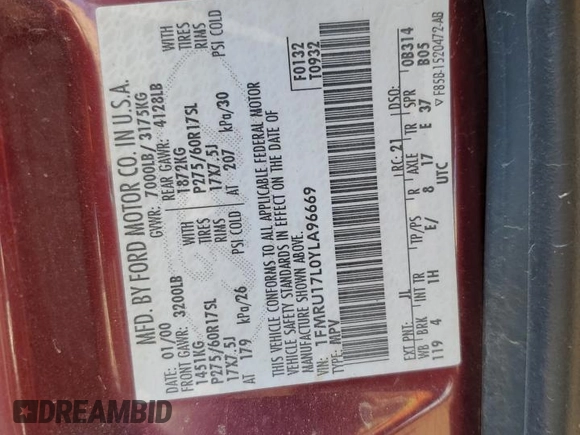 MFD. BY FORD MOTOR CO. IN U.S.A.
DATE: 01/00 GVWR: 7000LB/ 3175KG
FRONT GAWR: 3200LB REAR GAWR: 4128LB
1451KG WITH 1872KG WITH
P275/60R17SL TIRES P275/60R17SL TIRES
17X7.5J RIMS 17X7.5J RIMS
AT 179 kPa/26 PSI COLD AT 207 kPa/30 PSI COLD
THIS VEHICLE CONFORMS TO ALL APPLICABLE FEDERAL MOTOR
VEHICLE SAFETY STANDARDS IN EFFECT ON THE DATE OF
MANUFACTURE SHOWN ABOVE.
VIN: 1FMRU17L0YLA96669
TYPE: MPV
F0132
T0932
EXT PNT: JL RC: 21 DSO:
WB BRK INT TR TP/PS R AXLE TR SPR 0B314
119 4 1H E/ 8 17 E 37 B05
UTC ▽ F85B-1520472-AB
DREAMBID